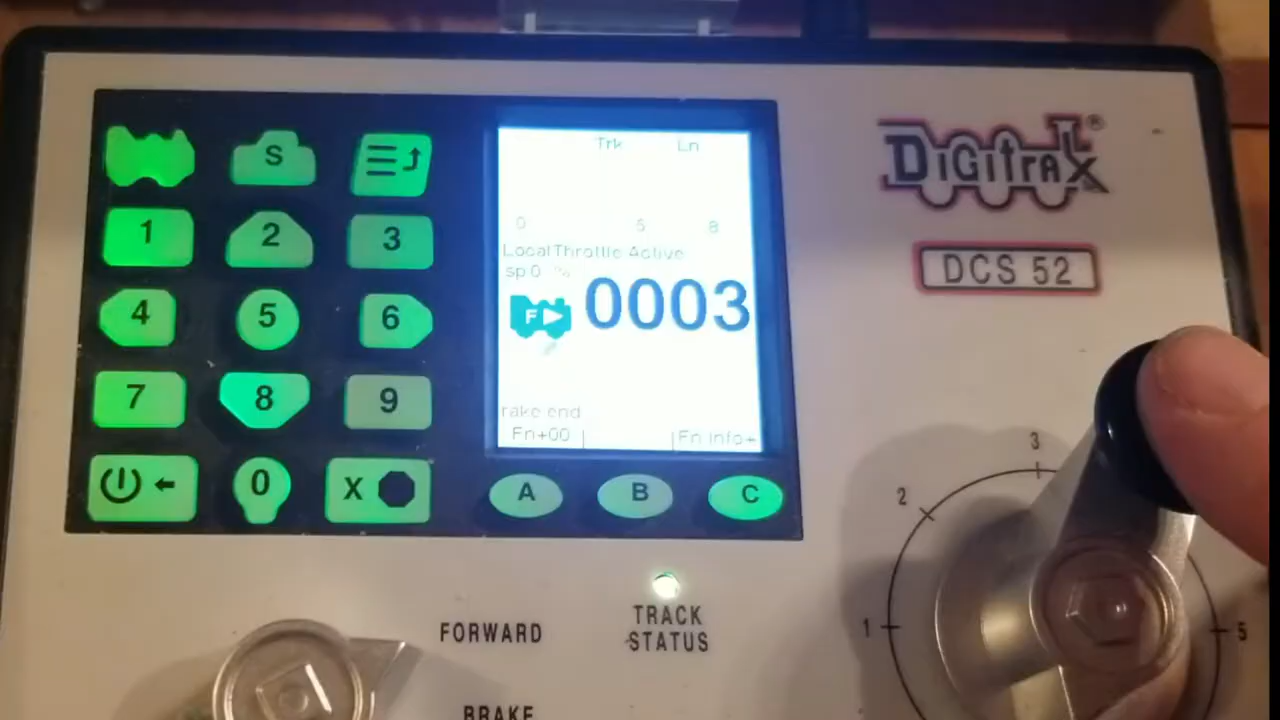 DiGitrax®
DCS 52
S
1 2 3
4 5 6
7 8 9
0 X
A B C
Trk Ln
0 5 8
Local Throttle Active
sp 0 %
F 0003
rake end
Fn+00 Fn Info+
TRACK
STATUS
FORWARD
BRAKE
1 2 3 5